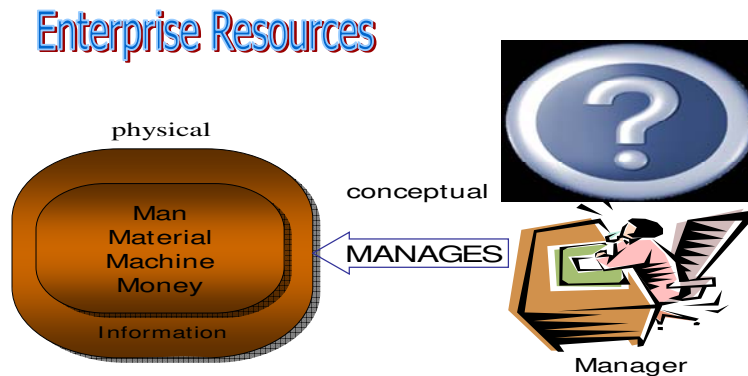 Enterprise Resources
physical
conceptual
Man
Material
Machine
Money
MANAGES
Information
Manager
?